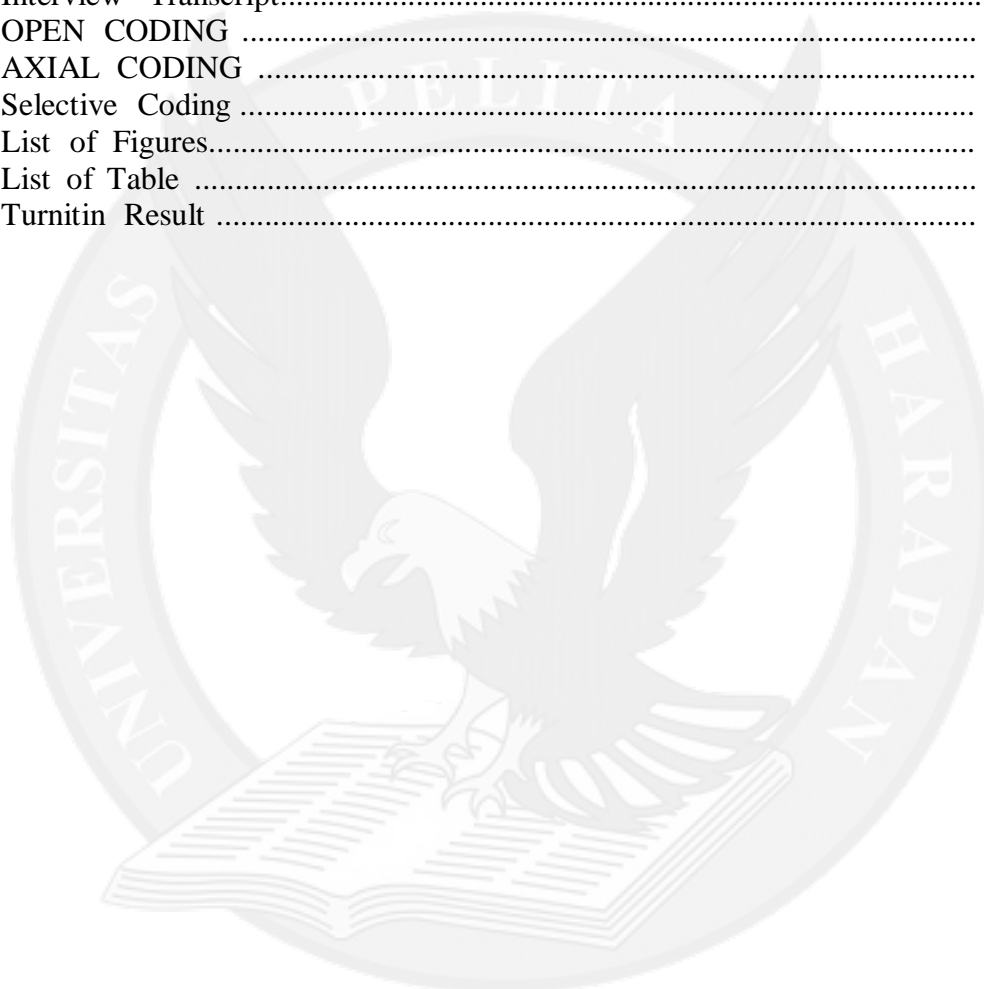 Interview Transcript........................................................................................
OPEN CODING ............................................................................................
AXIAL CODING ..........................................................................................
Selective Coding ............................................................................................
List of Figures................................................................................................
List of Table ..................................................................................................
Turnitin Result ...............................................................................................
UNIVERSITAS PELITA HARAPAN